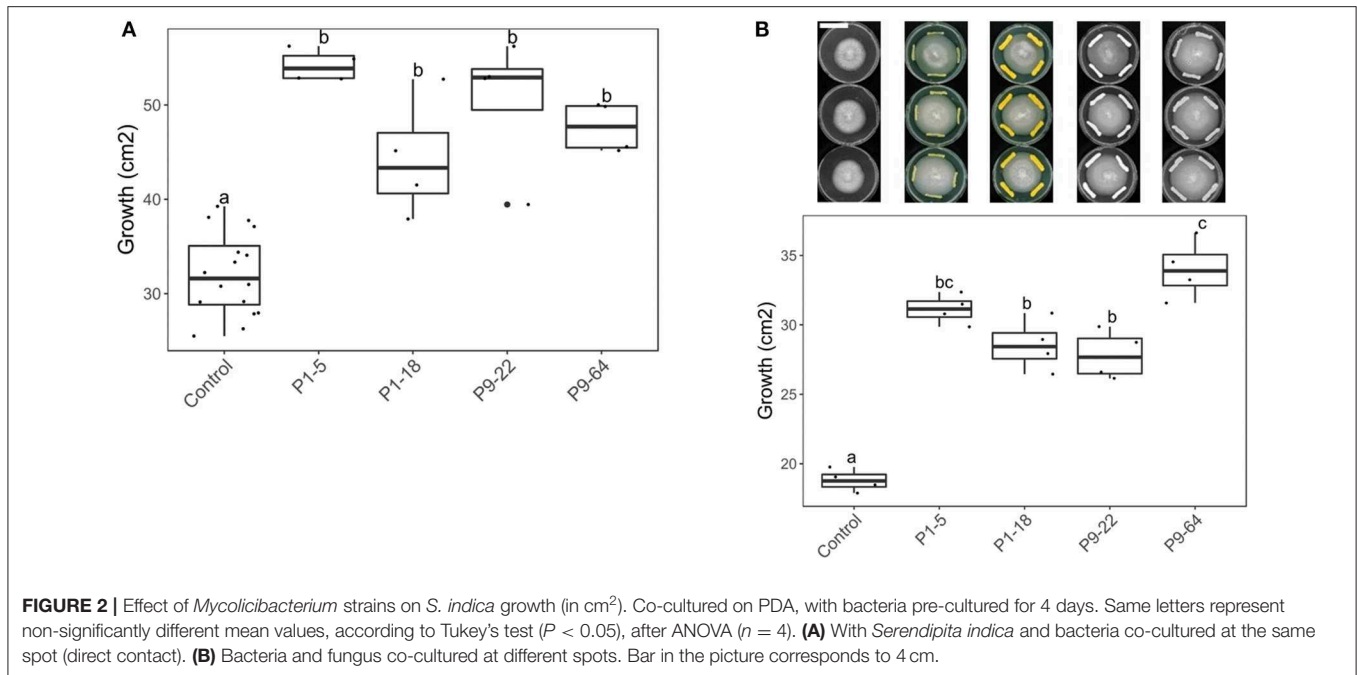 A
Growth (cm2)
50
40
30
a
b
b
b
b
Control
P1-5
P1-18
P9-22
P9-64
B
Growth (cm2)
35
30
25
20
a
bc
b
b
c
Control
P1-5
P1-18
P9-22
P9-64
FIGURE 2 | Effect of Mycolicibacterium strains on S. indica growth (in cm²). Co-cultured on PDA, with bacteria pre-cultured for 4 days. Same letters represent
non-significantly different mean values, according to Tukey's test (P < 0.05), after ANOVA (n = 4). (A) With Serendipita indica and bacteria co-cultured at the same
spot (direct contact). (B) Bacteria and fungus co-cultured at different spots. Bar in the picture corresponds to 4 cm.